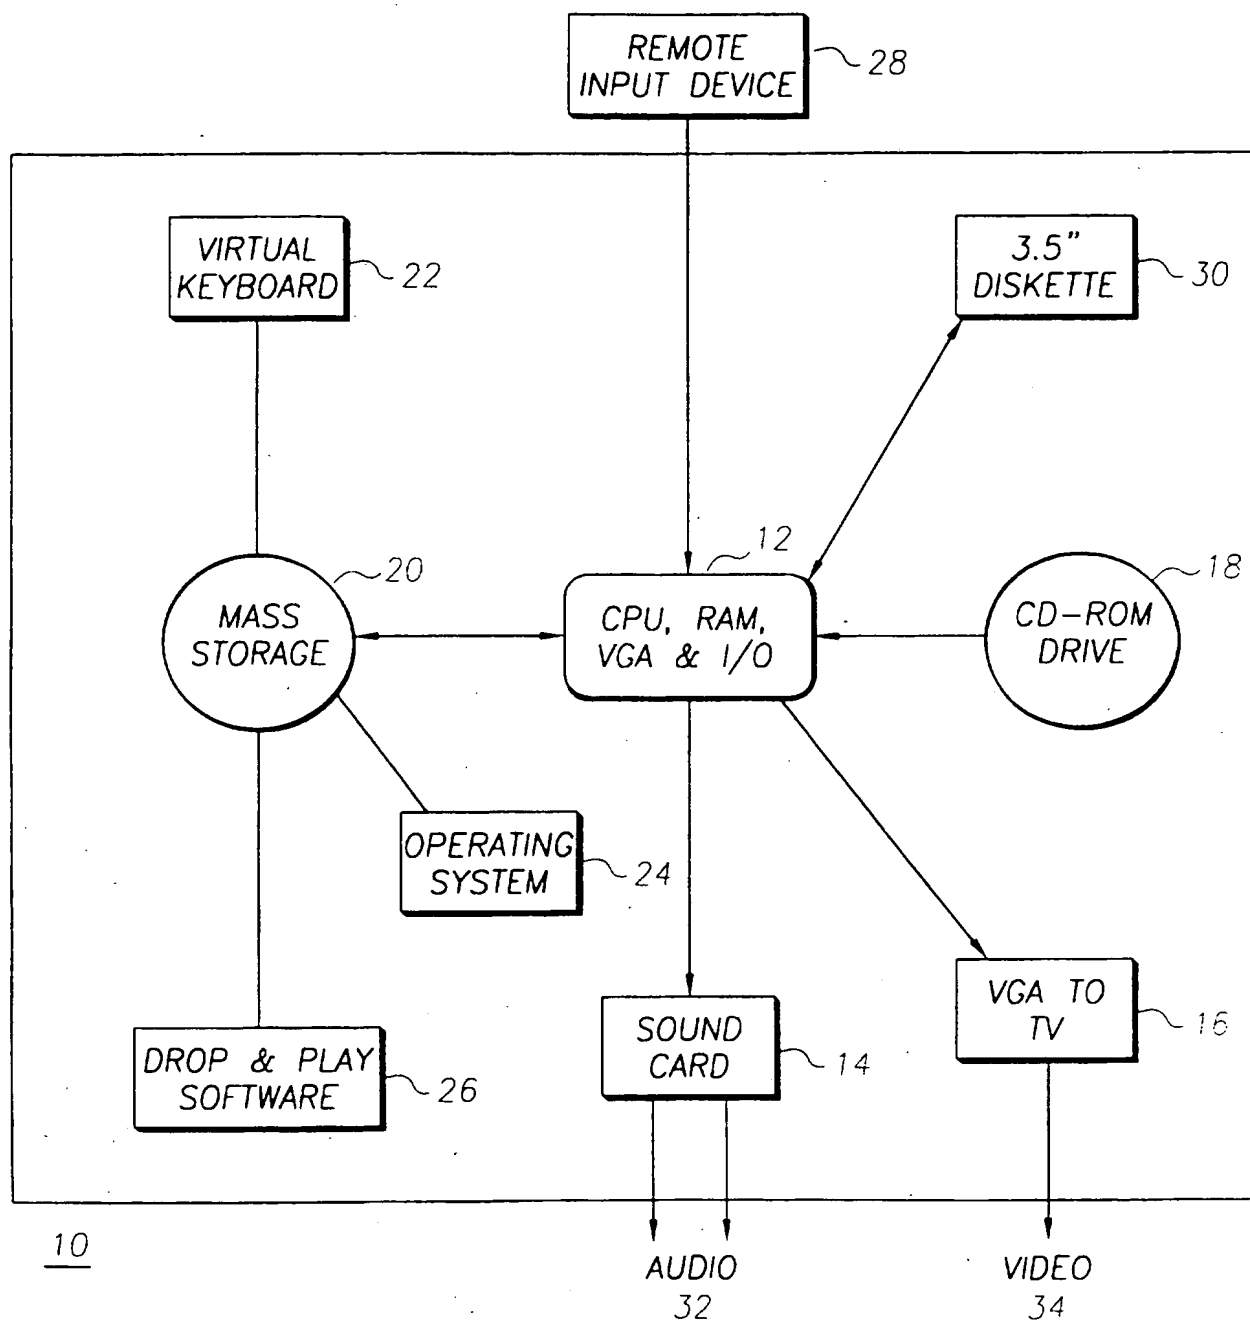 REMOTE
INPUT DEVICE
28
VIRTUAL
KEYBOARD
22
3.5"
DISKETTE
30
MASS
STORAGE
20
CPU, RAM,
VGA & I/O
12
CD-ROM
DRIVE
18
OPERATING
SYSTEM
24
DROP & PLAY
SOFTWARE
26
SOUND
CARD
14
VGA TO
TV
16
10
AUDIO
32
VIDEO
34